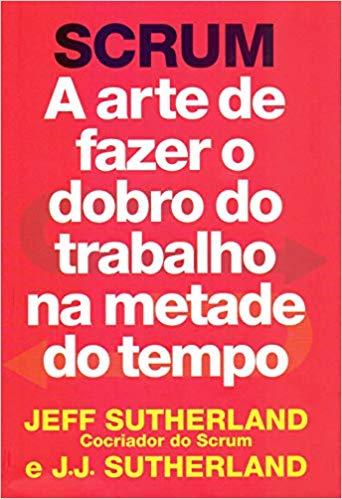 SCRUM
A arte de
fazer o
dobro do
trabalho
na metade
do tempo
JEFF SUTHERLAND
Cocriador do Scrum
e J.J. SUTHERLAND